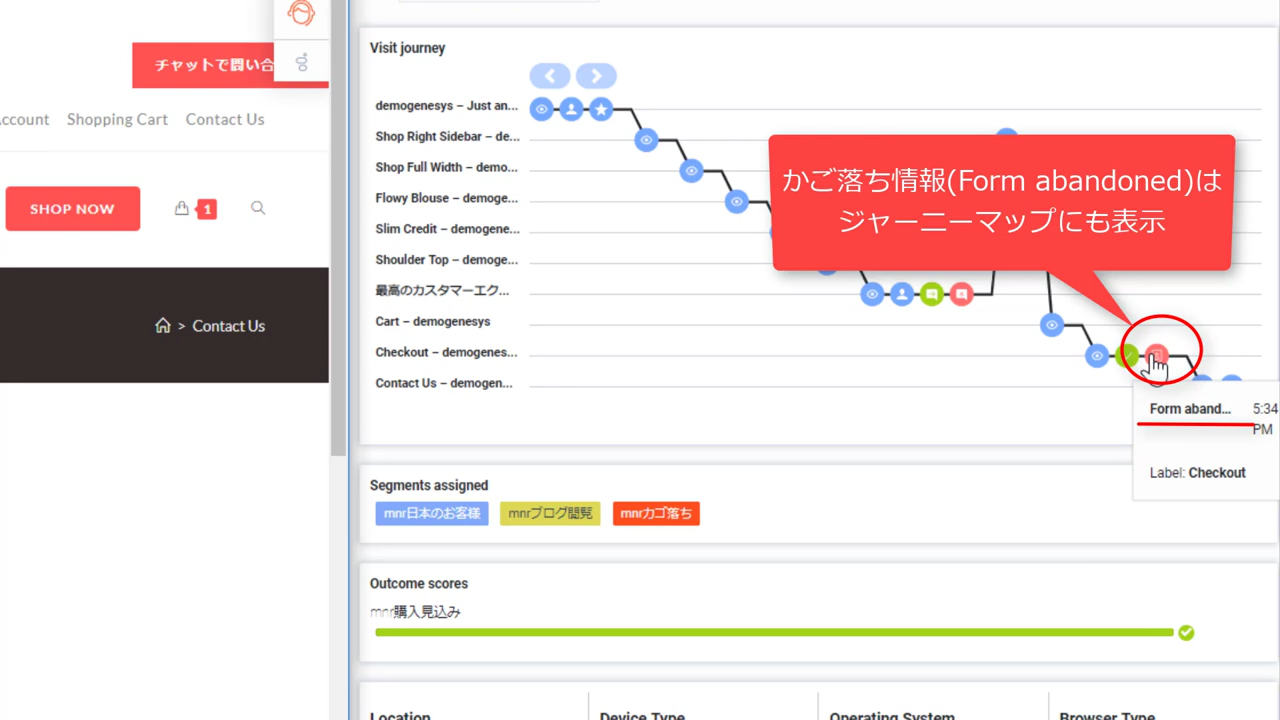 チャットで問い合
ccount Shopping Cart Contact Us
SHOP NOW
1
> Contact Us
Visit journey
demogenesys – Just an...
Shop Right Sidebar – de...
Shop Full Width – demo...
Flowy Blouse – demoge...
Slim Credit – demogene...
Shoulder Top – demoge...
最高のカスタマーエク...
Cart – demogenesys
Checkout – demogenes...
Contact Us – demogen...
かご落ち情報(Form abandoned)は
ジャーニーマップにも表示
Form aband... 5:34
PM
Label: Checkout
Segments assigned
mnr日本のお客様 mnrブログ閲覧 mnrカゴ落ち
Outcome scores
mnr購入見込み
Location Device Type Operating System Browser Type